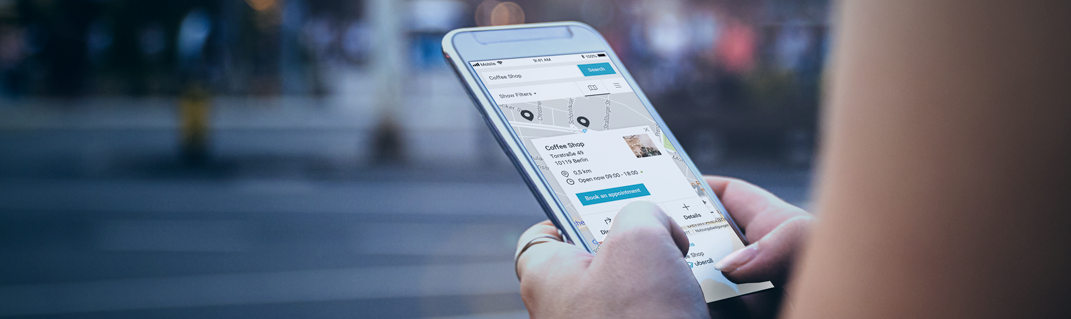 Mobile 9:41 AM 100%
Coffee Shop Search
Show Filters
Coffee Shop
Torstraße 49
10119 Berlin
0,5 km
Open now 09:00 - 18:00
Book an appointment
Details
Shop
uberall